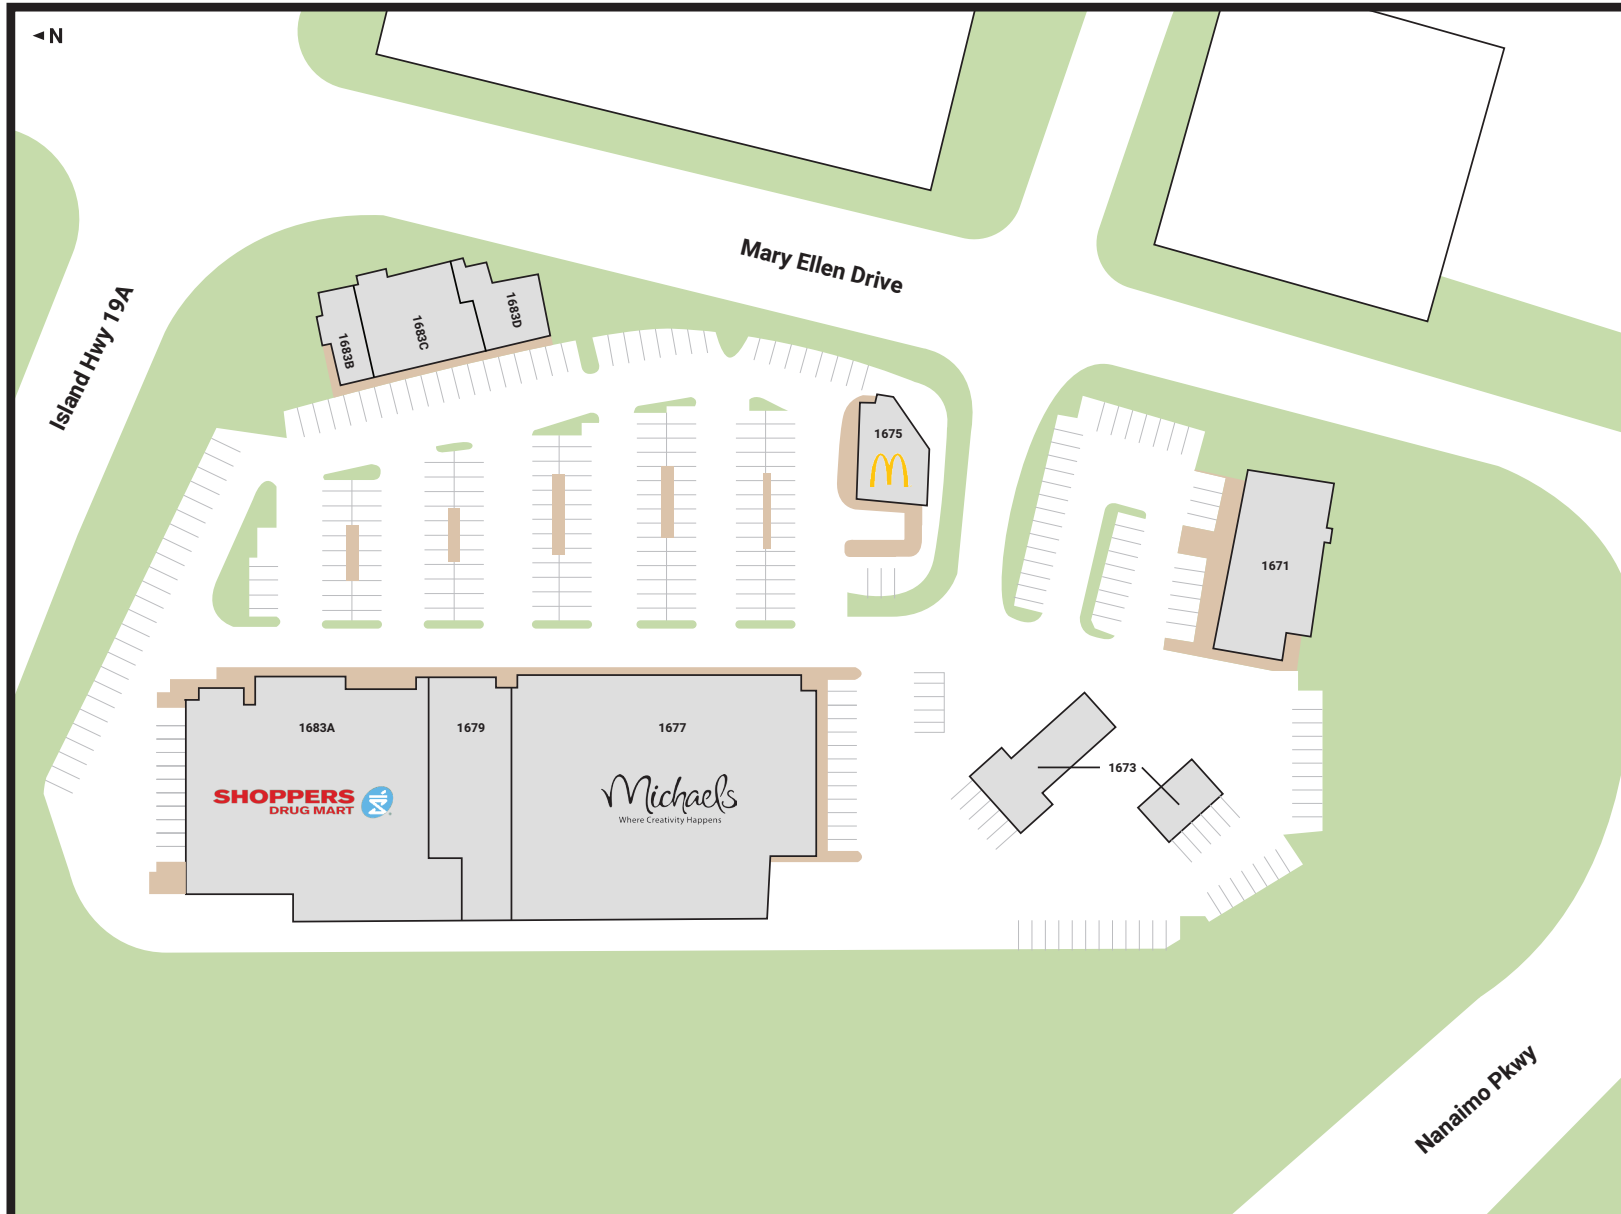 N
Mary Ellen Drive
Island Hwy 19A
1683B
1683C
1683D
1675
1671
1683A
1679
1677
SHOPPERS
DRUG MART
Michaels
Where Creativity Happens
1673
Nanaimo Pkwy